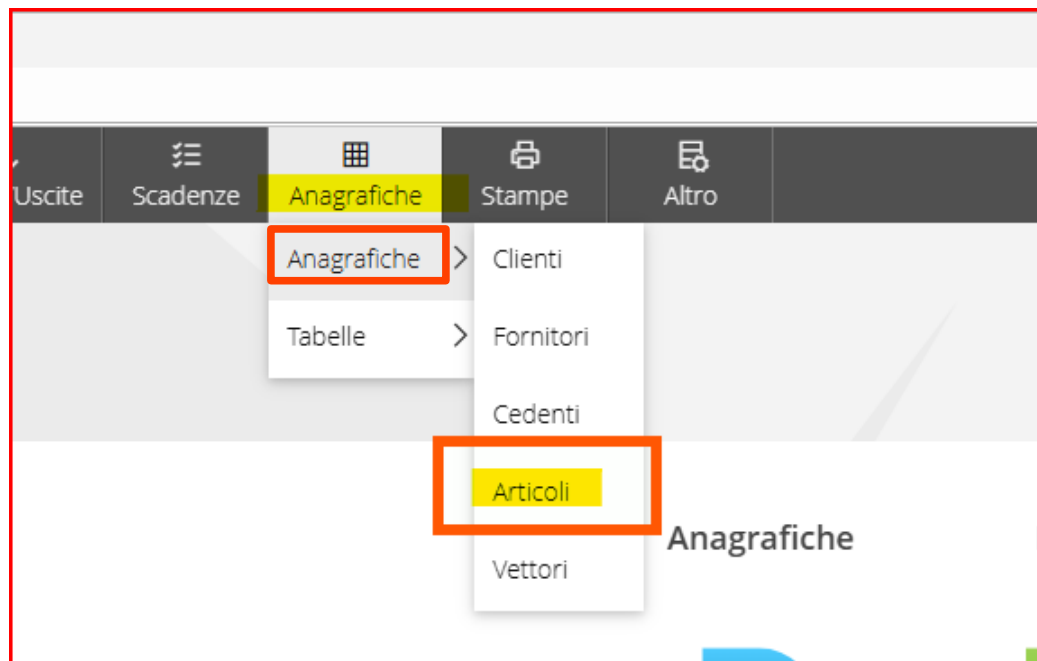 Uscite Scadenze Anagrafiche Stampe Altro
Anagrafiche Clienti
Tabelle Fornitori
Cedenti
Articoli
Anagrafiche
Vettori